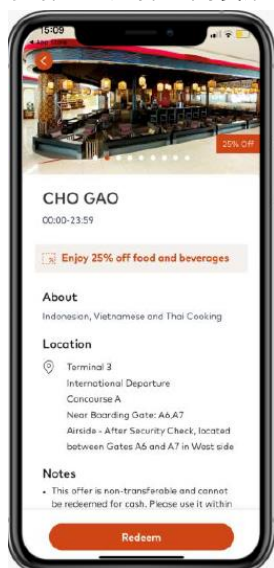 15:09
App Store
25% Off
CHO GAO
00:00-23:59
Enjoy 25% off food and beverages
About
Indonesian, Vietnamese and Thai Cooking
Location
Terminal 3
International Departure
Concourse A
Near Boarding Gate: A6,A7
Airside - After Security Check, located
between Gates A6 and A7 in West side
Notes
• This offer is non-transferable and cannot
be redeemed for cash. Please use it within
Redeem